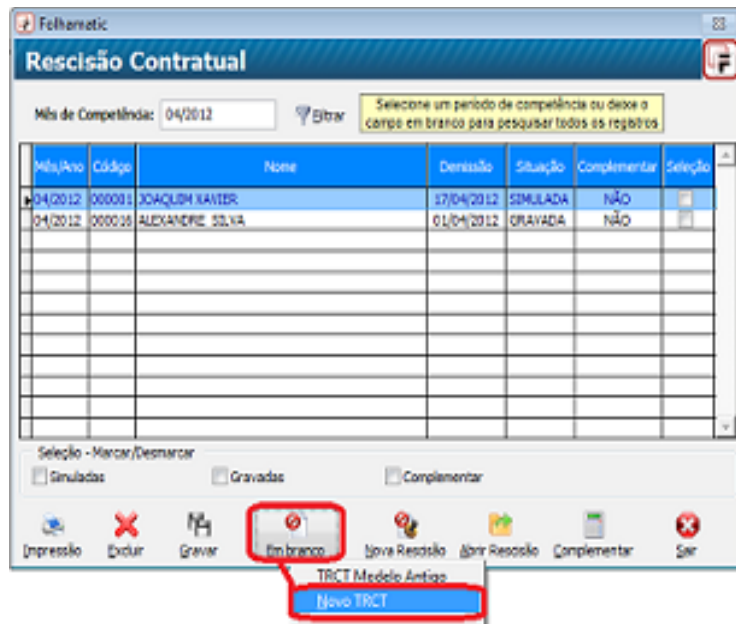 Folhamatic
Rescisão Contratual
Mês de Competência: 04/2012 Filtrar Selecione um período de competência ou deixe o
campo em branco para pesquisar todos os registros
Mês/Ano Código Nome Demissão Situação Complementar Seleção
04/2012 000001 JOAQUIM XAVIER 17/04/2012 SIMULADA NÃO
04/2012 000016 ALEXANDRE SILVA 01/04/2012 GRAVADA NÃO
Seleção - Marcar/Desmarcar
Simuladas Gravadas Complementar
Impressão Excluir Gravar Em branco Nova Rescisão Abrir Rescisão Complementar Sair
TRCT Modelo Antigo
Novo TRCT